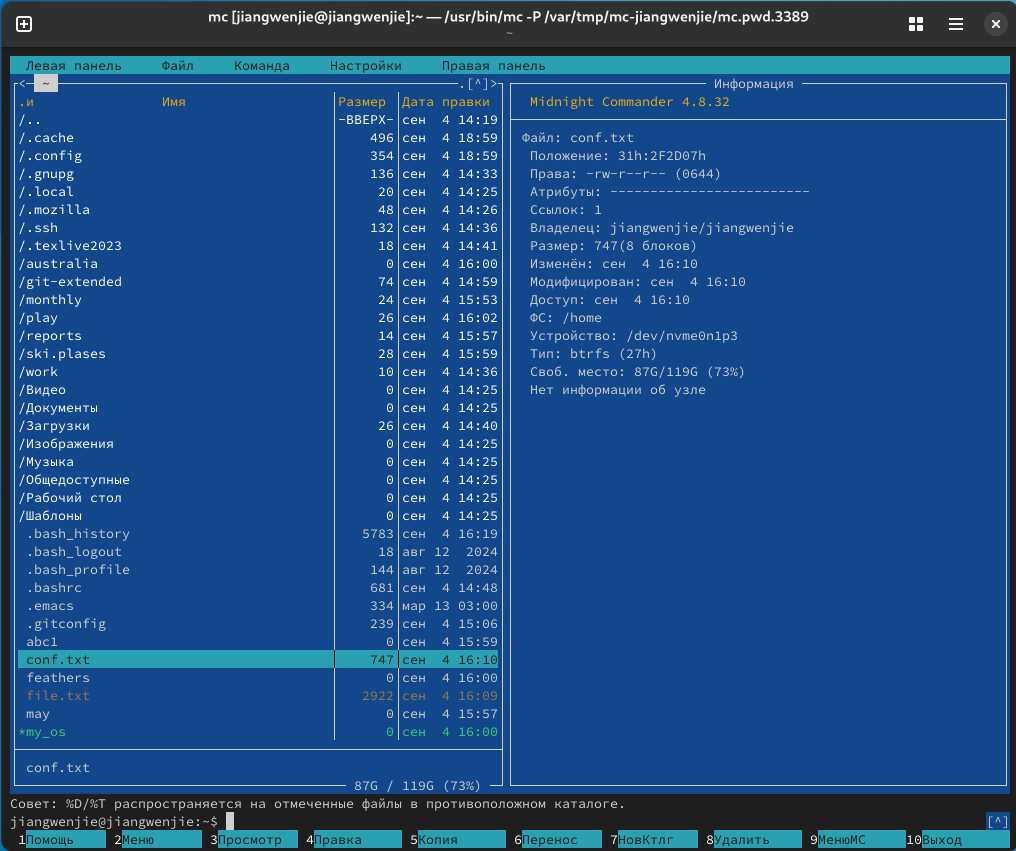 mc [jiangwenjie@jiangwenjie]:~ — /usr/bin/mc -P /var/tmp/mc-jiangwenjie/mc.pwd.3389
~
Левая панель Файл Команда Настройки Правая панель
<─ ~ .[^]>
.и Имя Размер Дата правки
/.. -ВВЕРХ- сен 4 14:19
/.cache 496 сен 4 18:59
/.config 354 сен 4 18:59
/.gnupg 136 сен 4 14:33
/.local 20 сен 4 14:25
/.mozilla 48 сен 4 14:26
/.ssh 132 сен 4 14:36
/.texlive2023 18 сен 4 14:41
/australia 0 сен 4 16:00
/git-extended 74 сен 4 14:59
/monthly 24 сен 4 15:53
/play 26 сен 4 16:02
/reports 14 сен 4 15:57
/ski.plases 28 сен 4 15:59
/work 10 сен 4 14:36
/Видео 0 сен 4 14:25
/Документы 0 сен 4 14:25
/Загрузки 26 сен 4 14:40
/Изображения 0 сен 4 14:25
/Музыка 0 сен 4 14:25
/Общедоступные 0 сен 4 14:25
/Рабочий стол 0 сен 4 14:25
/Шаблоны 0 сен 4 14:25
.bash_history 5783 сен 4 16:19
.bash_logout 18 авг 12 2024
.bash_profile 144 авг 12 2024
.bashrc 681 сен 4 14:48
.emacs 334 мар 13 03:00
.gitconfig 239 сен 4 15:06
abc1 0 сен 4 15:59
conf.txt 747 сен 4 16:10
feathers 0 сен 4 16:00
file.txt 2922 сен 4 16:09
may 0 сен 4 15:57
*my_os 0 сен 4 16:00
conf.txt
87G / 119G (73%)
Информация
Midnight Commander 4.8.32
Файл: conf.txt
Положение: 31h:2F2D07h
Права: -rw-r--r-- (0644)
Атрибуты: -------------------------
Ссылок: 1
Владелец: jiangwenjie/jiangwenjie
Размер: 747(8 блоков)
Изменён: сен 4 16:10
Модифицирован: сен 4 16:10
Доступ: сен 4 16:10
ФС: /home
Устройство: /dev/nvme0n1p3
Тип: btrfs (27h)
Своб. место: 87G/119G (73%)
Нет информации об узле
Совет: %D/%T распространяется на отмеченные файлы в противоположном каталоге.
jiangwenjie@jiangwenjie:~$ [^]
1Помощь 2Меню 3Просмотр 4Правка 5Копия 6Перенос 7НовКтлг 8Удалить 9МенюМС 10Выход